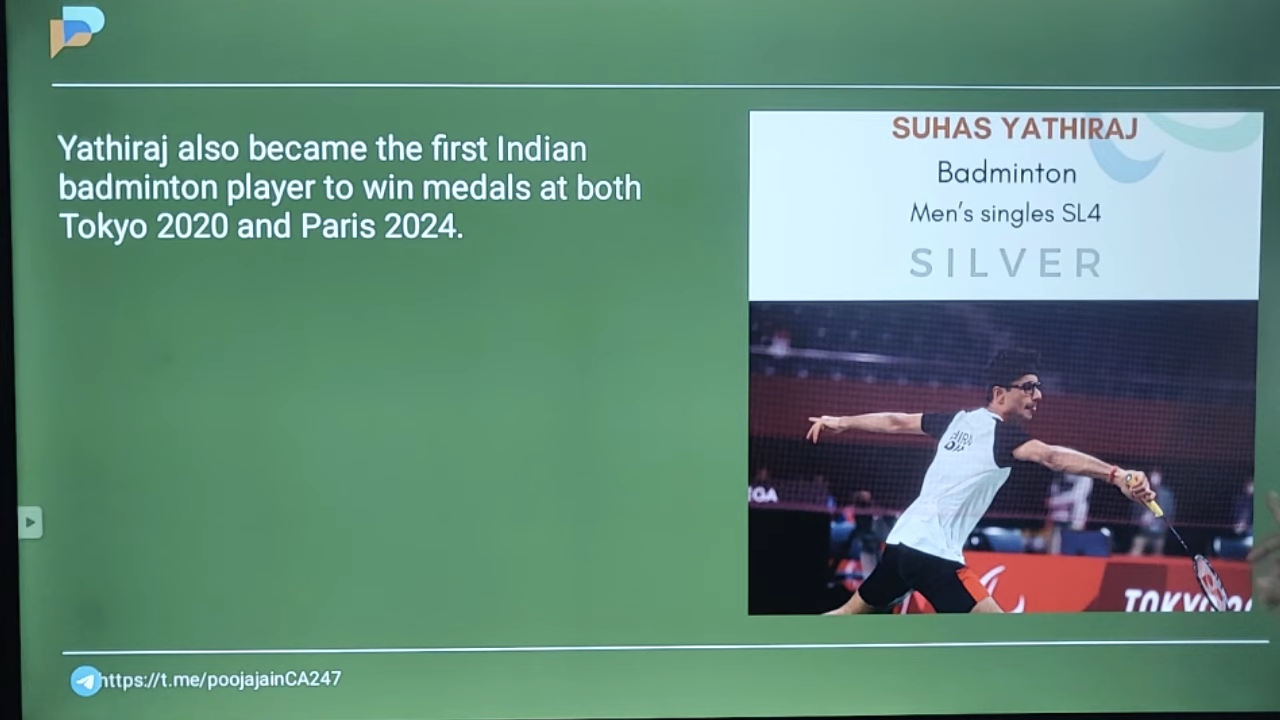 Yathiraj also became the first Indian
badminton player to win medals at both
Tokyo 2020 and Paris 2024.
SUHAS YATHIRAJ
Badminton
Men's singles SL4
SILVER
TOKYO
https://t.me/poojajainCA247